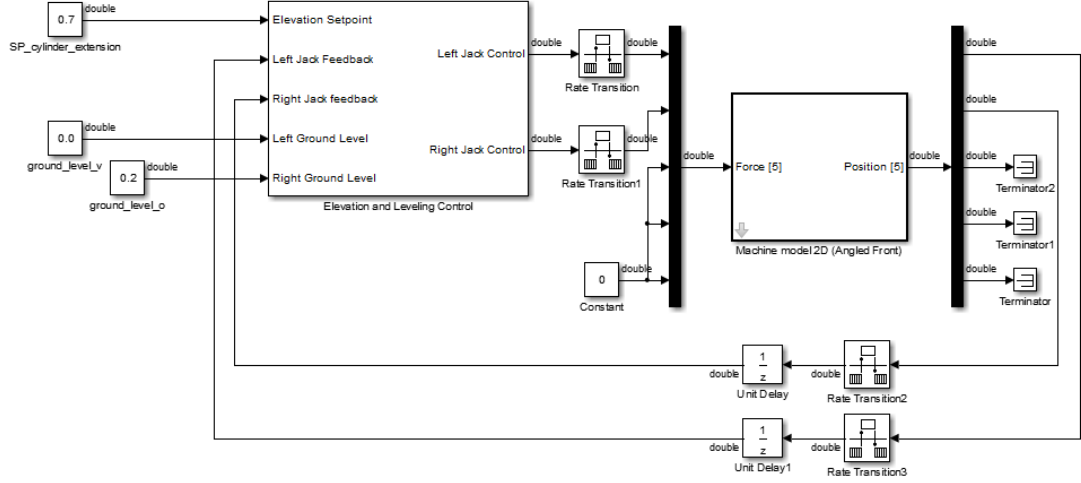 0.7
double
SP_cylinder_extension
Elevation Setpoint
Left Jack Feedback
Right Jack feedback
double
0.0
ground_level_v
Left Ground Level
double
0.2
ground_level_o
Right Ground Level
Left Jack Control
Right Jack Control
Elevation and Leveling Control
double
Rate Transition
double
double
Rate Transition1
double
0
double
Constant
double
Force [5]
Position [5]
Machine model 2D (Angled Front)
double
double
double
double
Terminator2
double
Terminator1
double
Terminator
double
1
z
Unit Delay
double
Rate Transition2
double
1
z
Unit Delay1
double
Rate Transition3